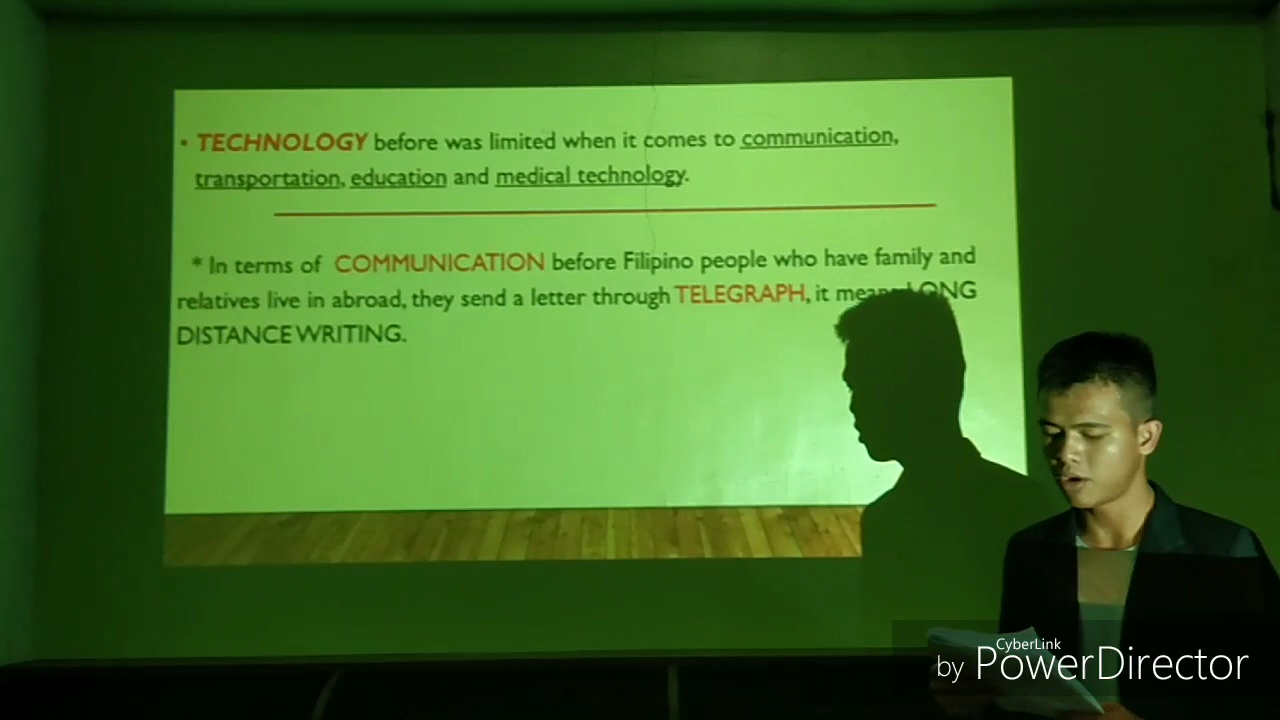 • TECHNOLOGY before was limited when it comes to communication,
transportation, education and medical technology.
* In terms of COMMUNICATION before Filipino people who have family and
relatives live in abroad, they send a letter through TELEGRAPH, it means LONG
DISTANCE WRITING.
CyberLink
by PowerDirector